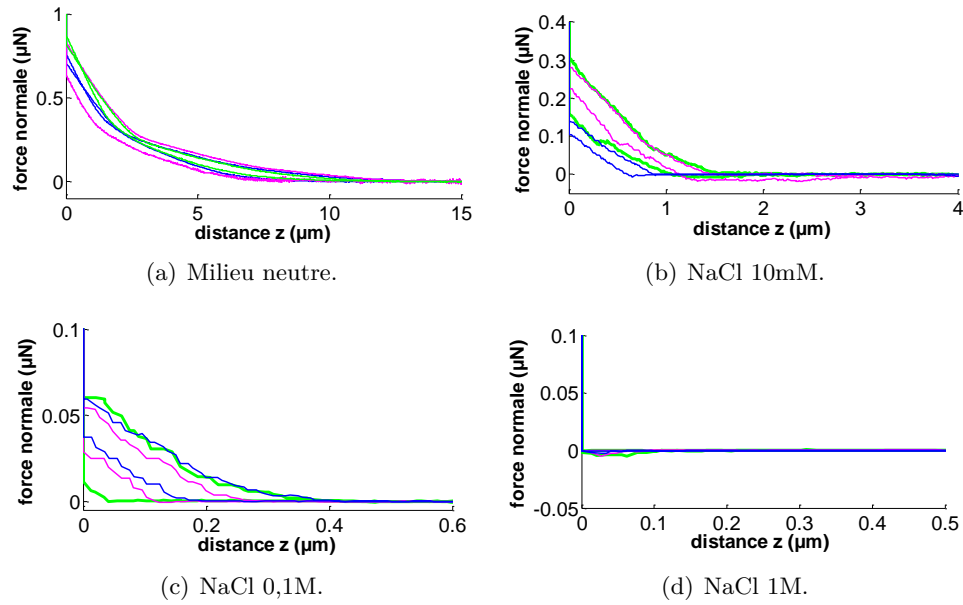 1
0.5
0
force normale (µN)
0
5
10
15
distance z (µm)
(a) Milieu neutre.
0.4
0.3
0.2
0.1
0
force normale (µN)
0
1
2
3
4
distance z (µm)
(b) NaCl 10mM.
0.1
0.05
0
force normale (µN)
0
0.2
0.4
0.6
distance z (µm)
(c) NaCl 0,1M.
0.1
0.05
0
-0.05
force normale (µN)
0
0.1
0.2
0.3
0.4
0.5
distance z (µm)
(d) NaCl 1M.